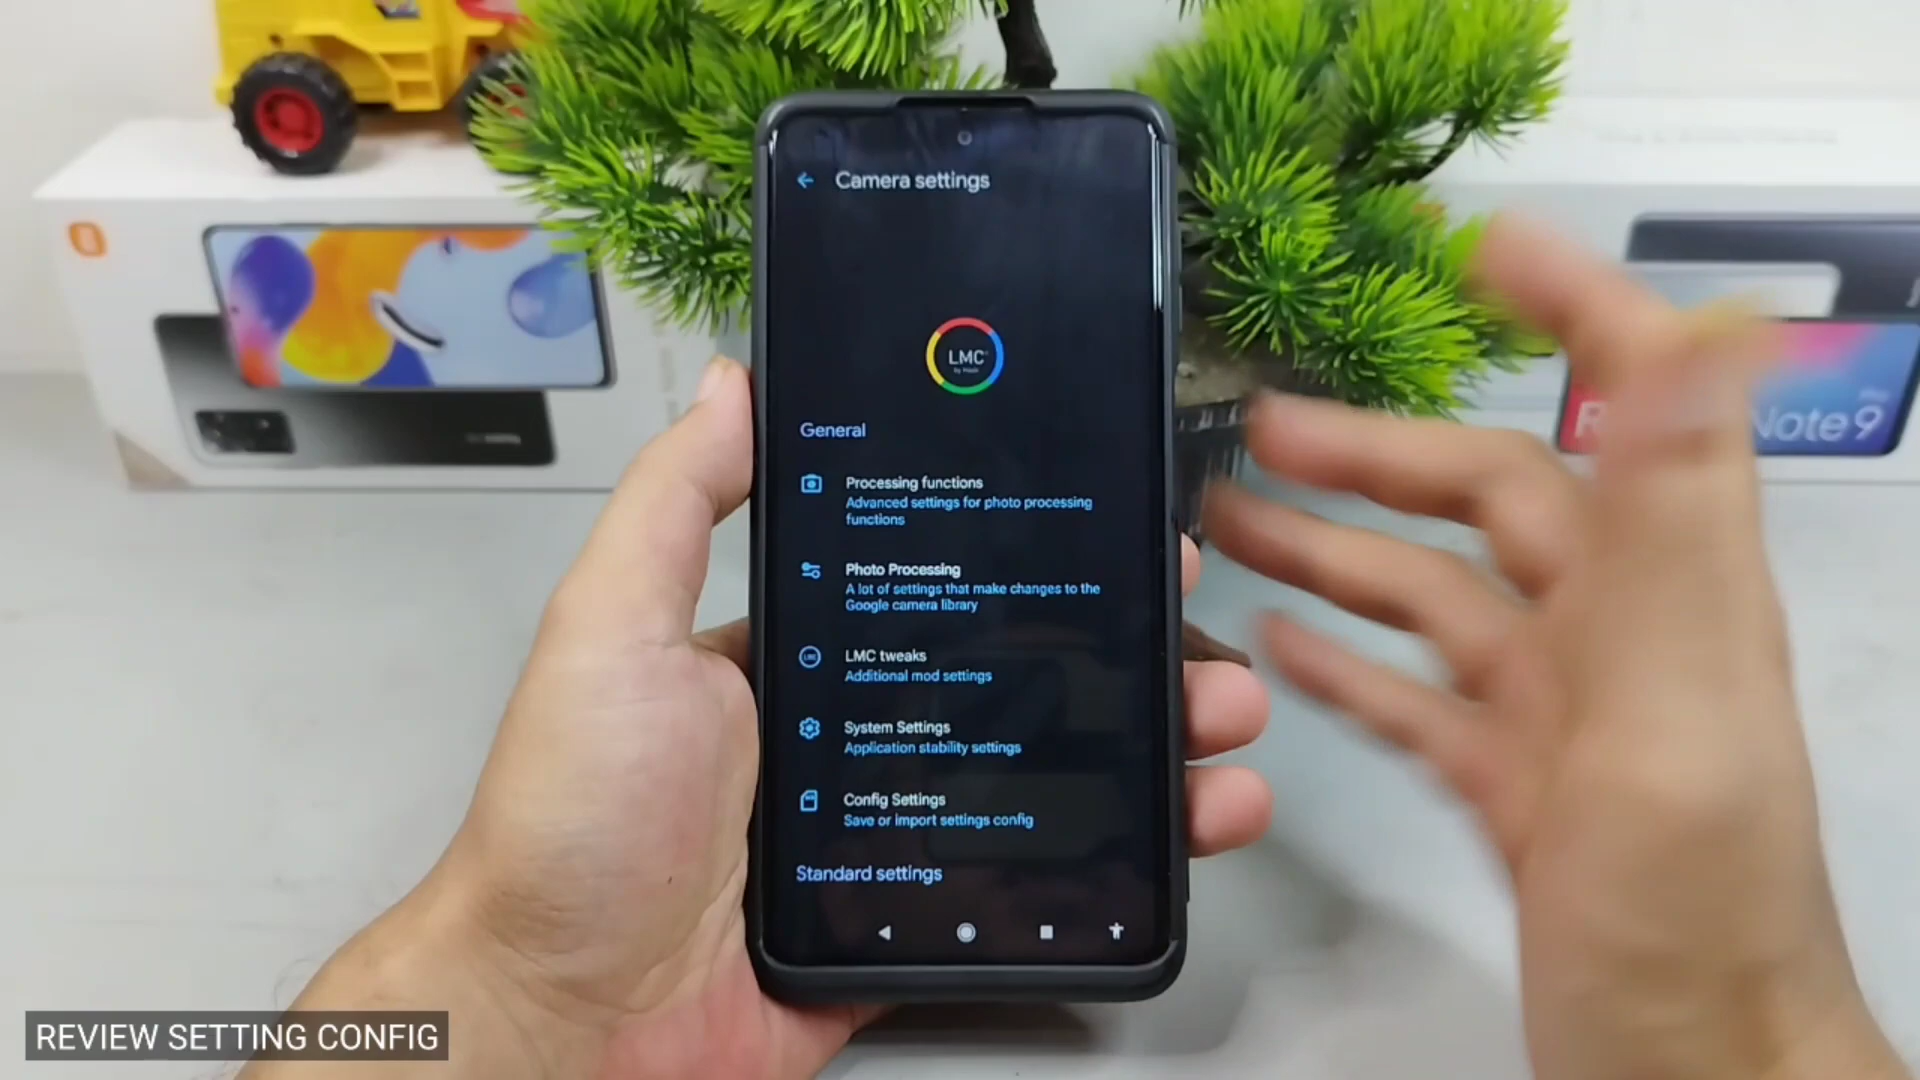 Camera settings
LMC
General
Processing functions
Advanced settings for photo processing
functions
Photo Processing
A lot of settings that make changes to the
Google camera library
LMC tweaks
Additional mod settings
System Settings
Application stability settings
Config Settings
Save or import settings config
Standard settings
Note 9
REVIEW SETTING CONFIG